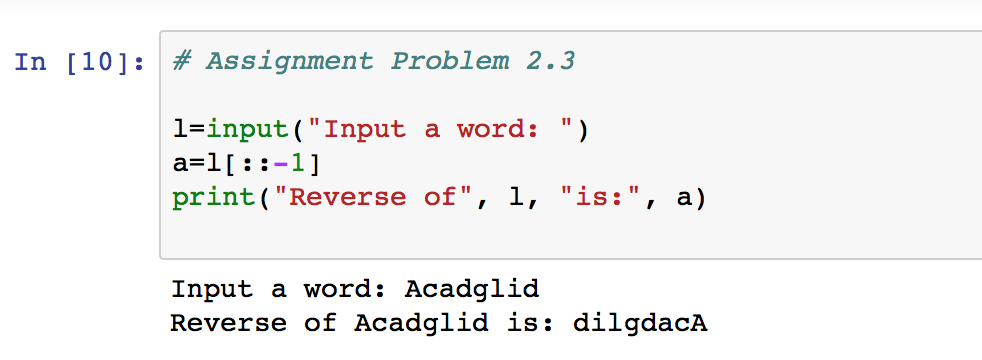 In [10]: # Assignment Problem 2.3
l=input("Input a word: ")
a=l[::-1]
print("Reverse of", l, "is:", a)
Input a word: Acadglid
Reverse of Acadglid is: dilgdacA